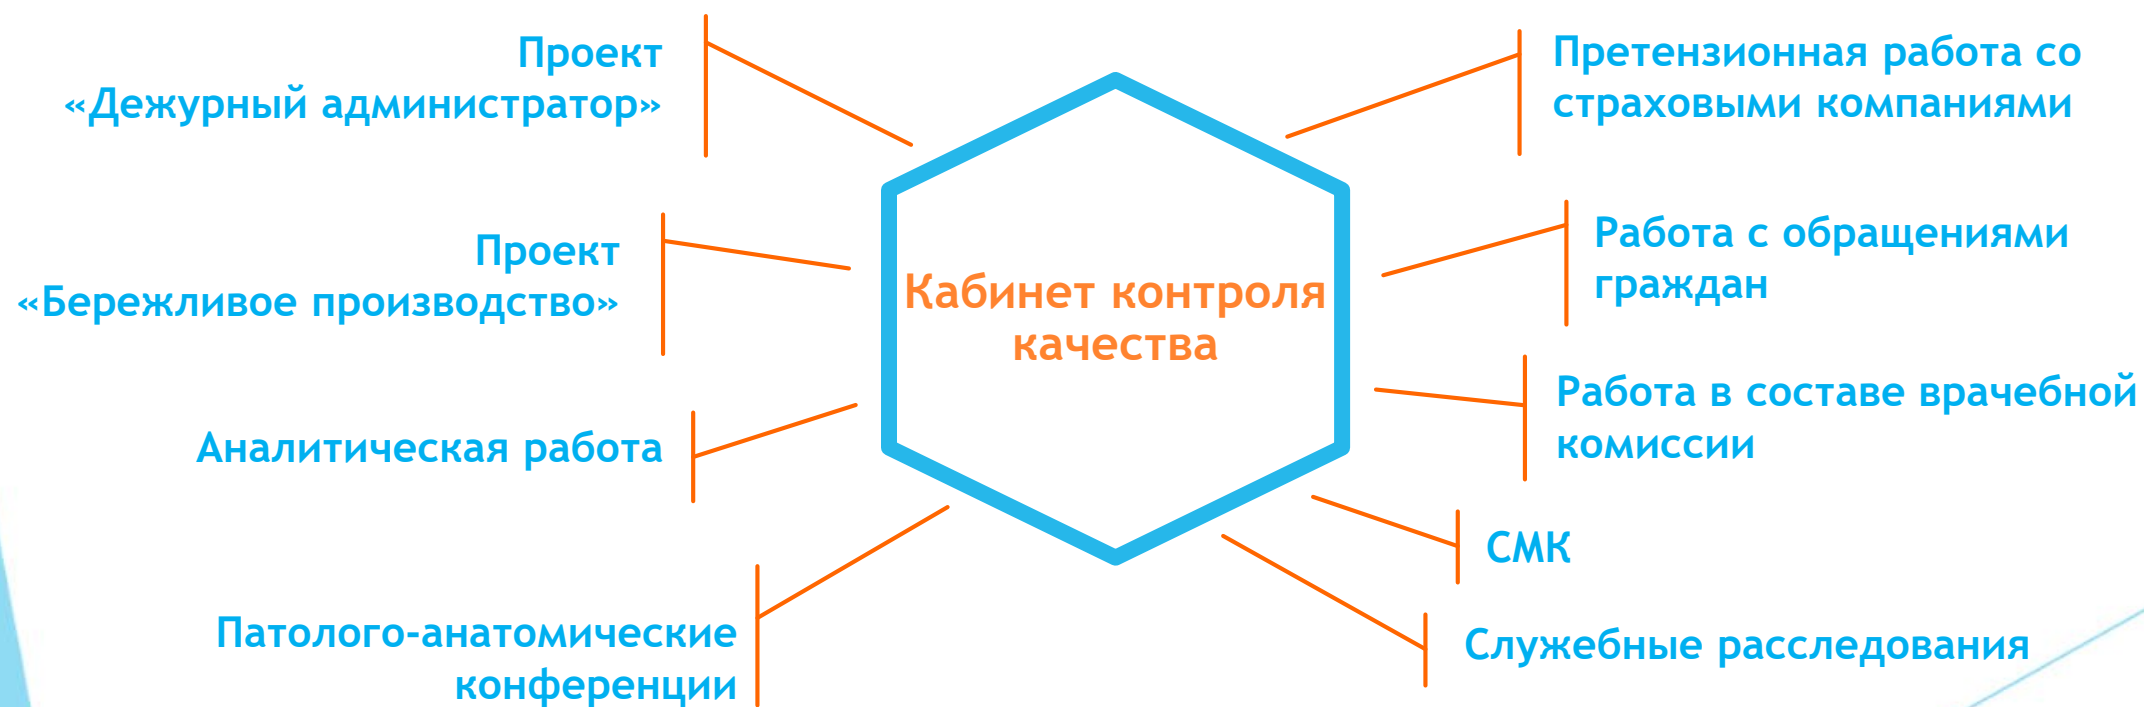 Проект
«Дежурный администратор»
Проект
«Бережливое производство»
Аналитическая работа
Патолого-анатомические
конференции
Кабинет контроля
качества
Претензионная работа со
страховыми компаниями
Работа с обращениями
граждан
Работа в составе врачебной
комиссии
СМК
Служебные расследования